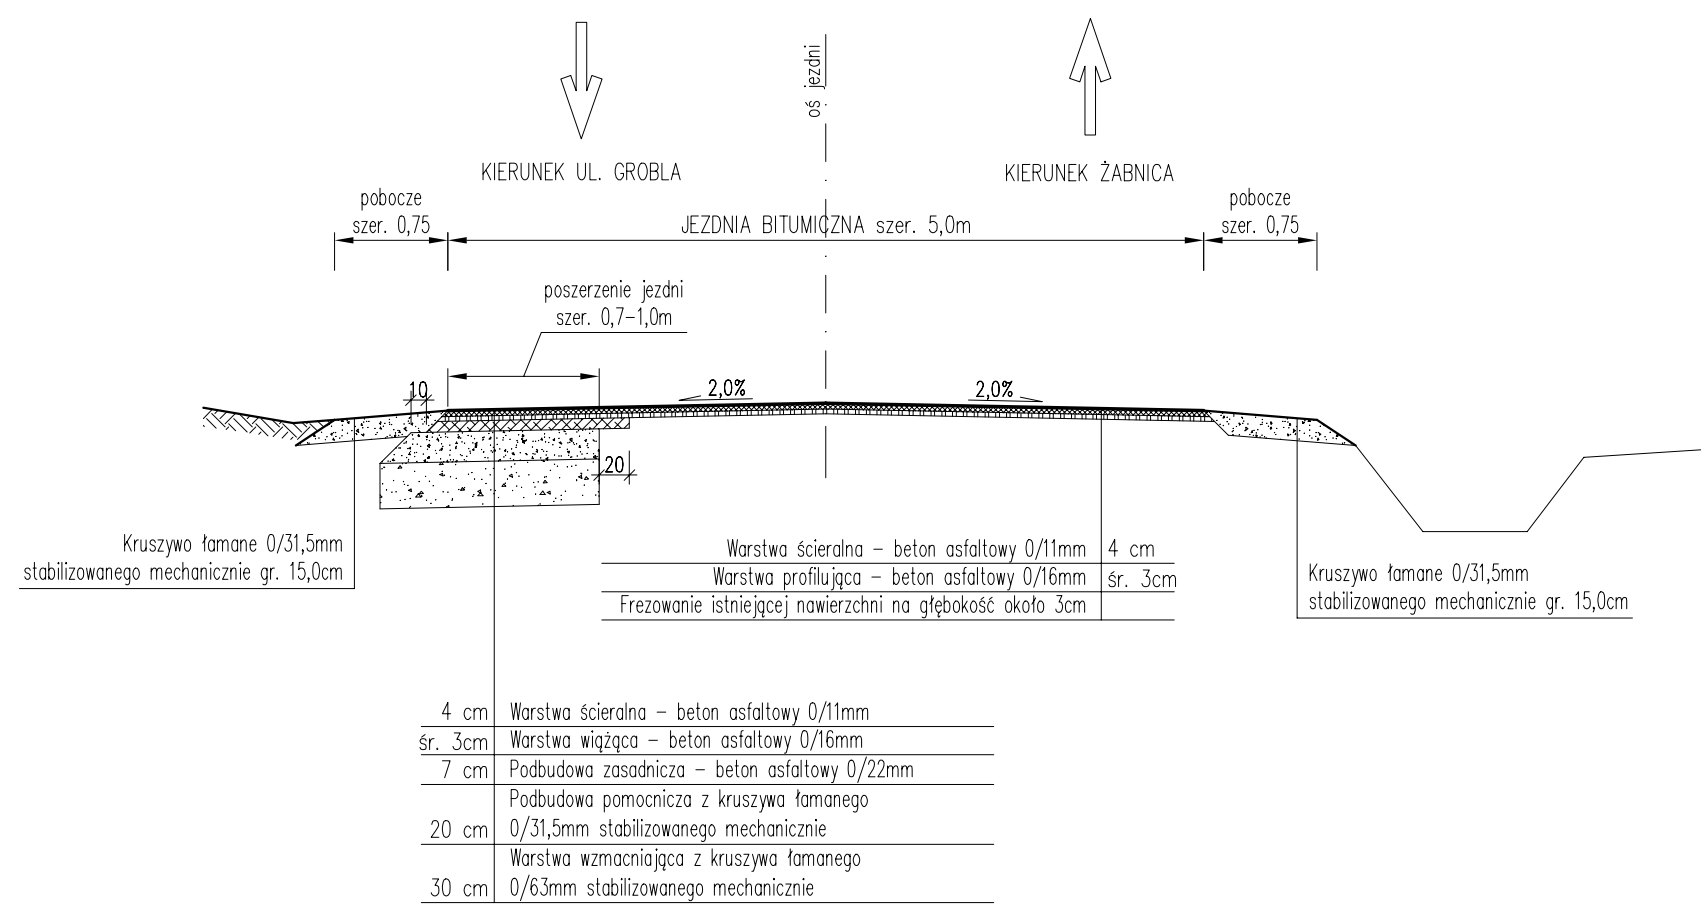 oś jezdni
KIERUNEK UL. GROBLA
KIERUNEK ŻABNICA
pobocze
szer. 0,75
JEZDNIA BITUMICZNA szer. 5,0m
pobocze
szer. 0,75
poszerzenie jezdni
szer. 0,7-1,0m
10
2,0%
2,0%
20
Kruszywo łamane 0/31,5mm
stabilizowanego mechanicznie gr. 15,0cm
Warstwa ścieralna – beton asfaltowy 0/11mm 4 cm
Warstwa profilująca – beton asfaltowy 0/16mm śr. 3cm
Frezowanie istniejącej nawierzchni na głębokość około 3cm
Kruszywo łamane 0/31,5mm
stabilizowanego mechanicznie gr. 15,0cm
4 cm Warstwa ścieralna – beton asfaltowy 0/11mm
śr. 3cm Warstwa wiążąca – beton asfaltowy 0/16mm
7 cm Podbudowa zasadnicza – beton asfaltowy 0/22mm
Podbudowa pomocnicza z kruszywa łamanego
20 cm 0/31,5mm stabilizowanego mechanicznie
Warstwa wzmacniająca z kruszywa łamanego
30 cm 0/63mm stabilizowanego mechanicznie